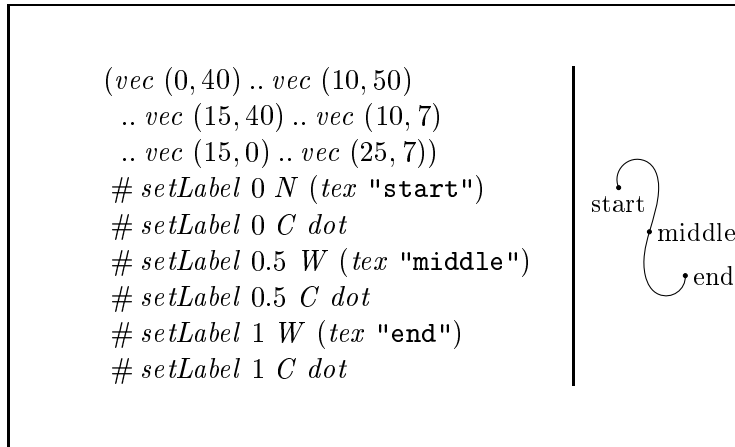 (vec (0, 40) .. vec (10, 50)
.. vec (15, 40) .. vec (10, 7)
.. vec (15, 0) .. vec (25, 7))
# setLabel 0 N (tex "start")
# setLabel 0 C dot
# setLabel 0.5 W (tex "middle")
# setLabel 0.5 C dot
# setLabel 1 W (tex "end")
# setLabel 1 C dot
start
middle
end